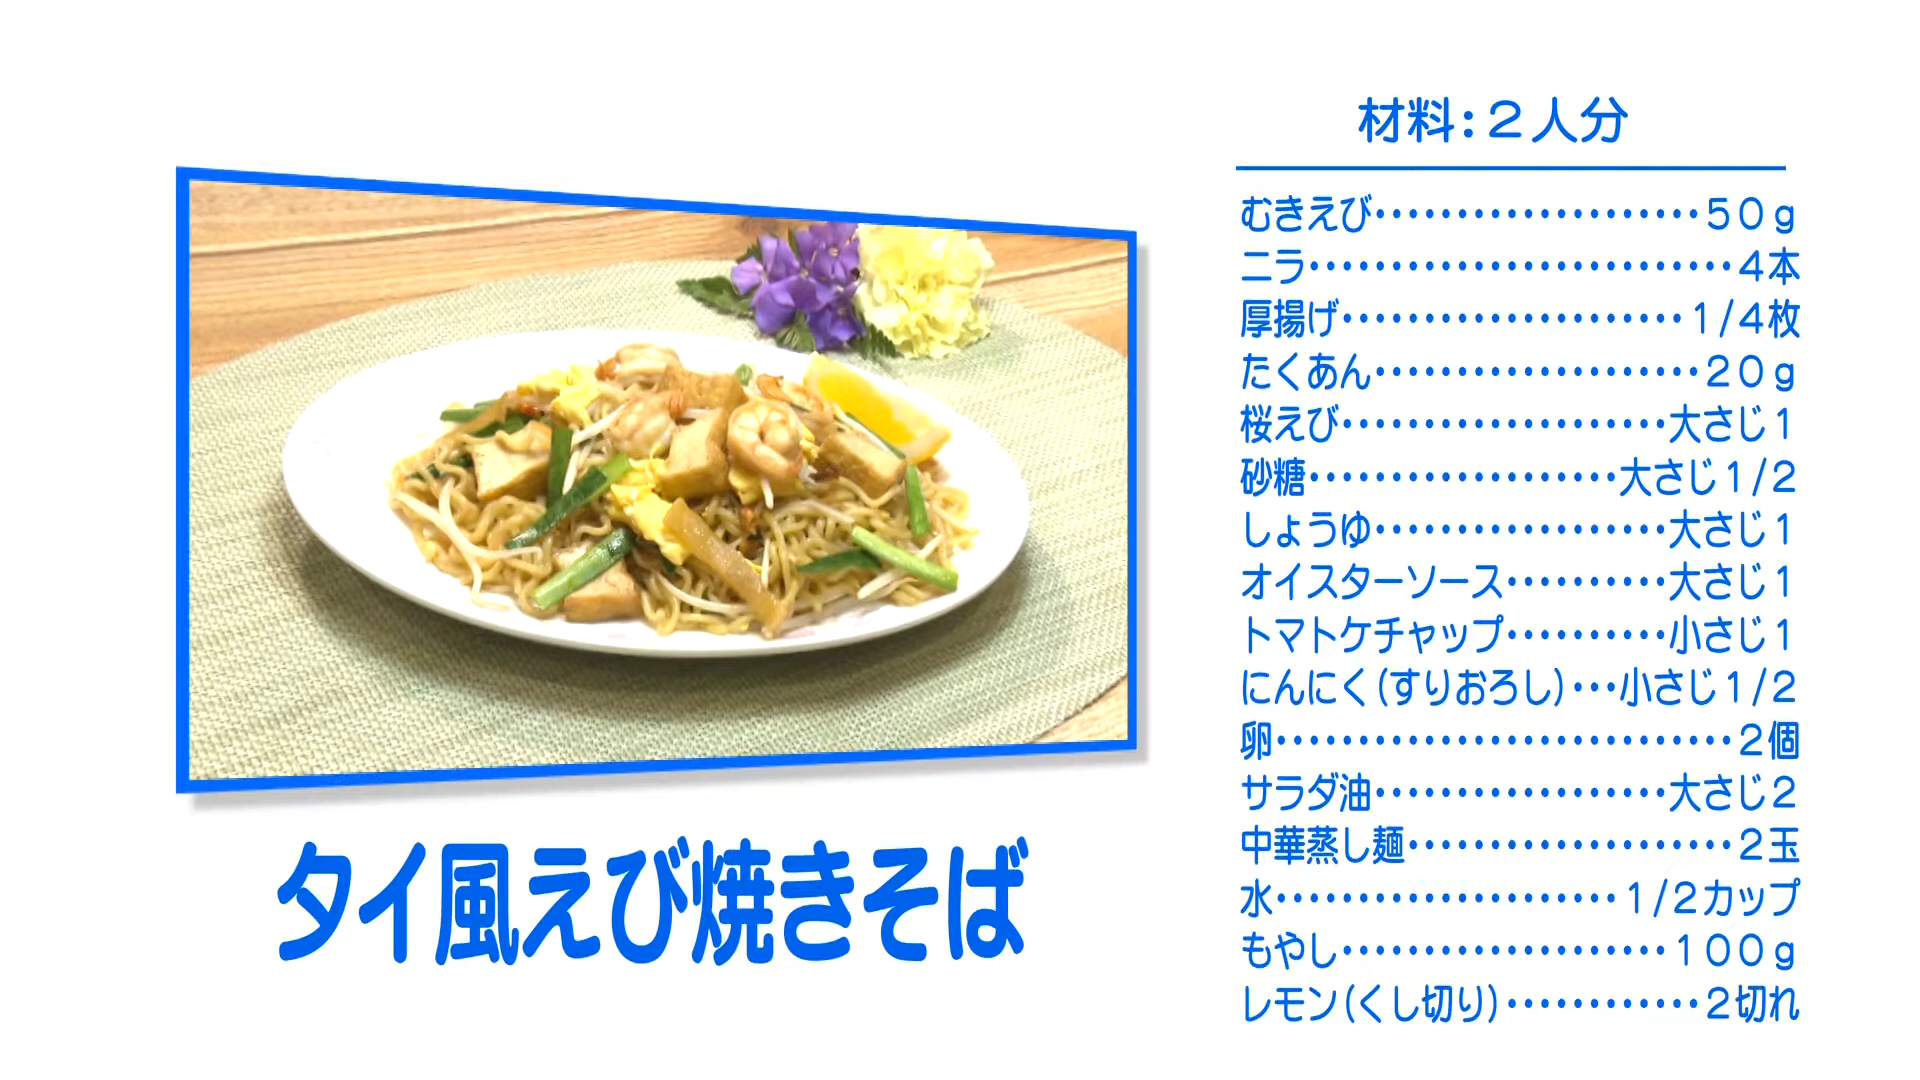 材料:２人分
むきえび････････････････････５０ｇ
ニラ･･････････････････････････４本
厚揚げ･････････････････････１/４枚
たくあん････････････････････２０ｇ
桜えび････････････････････大さじ１
砂糖･･･････････････････大さじ１/２
しょうゆ･･････････････････大さじ１
オイスターソース･･････････大さじ１
トマトケチャップ･･････････小さじ１
にんにく(すりおろし)･･･小さじ１/２
卵････････････････････････････２個
サラダ油･･････････････････大さじ２
中華蒸し麺････････････････････２玉
水･････････････････････１/２カップ
もやし････････････････････１００ｇ
レモン(くし切り)････････････２切れ
タイ風えび焼きそば